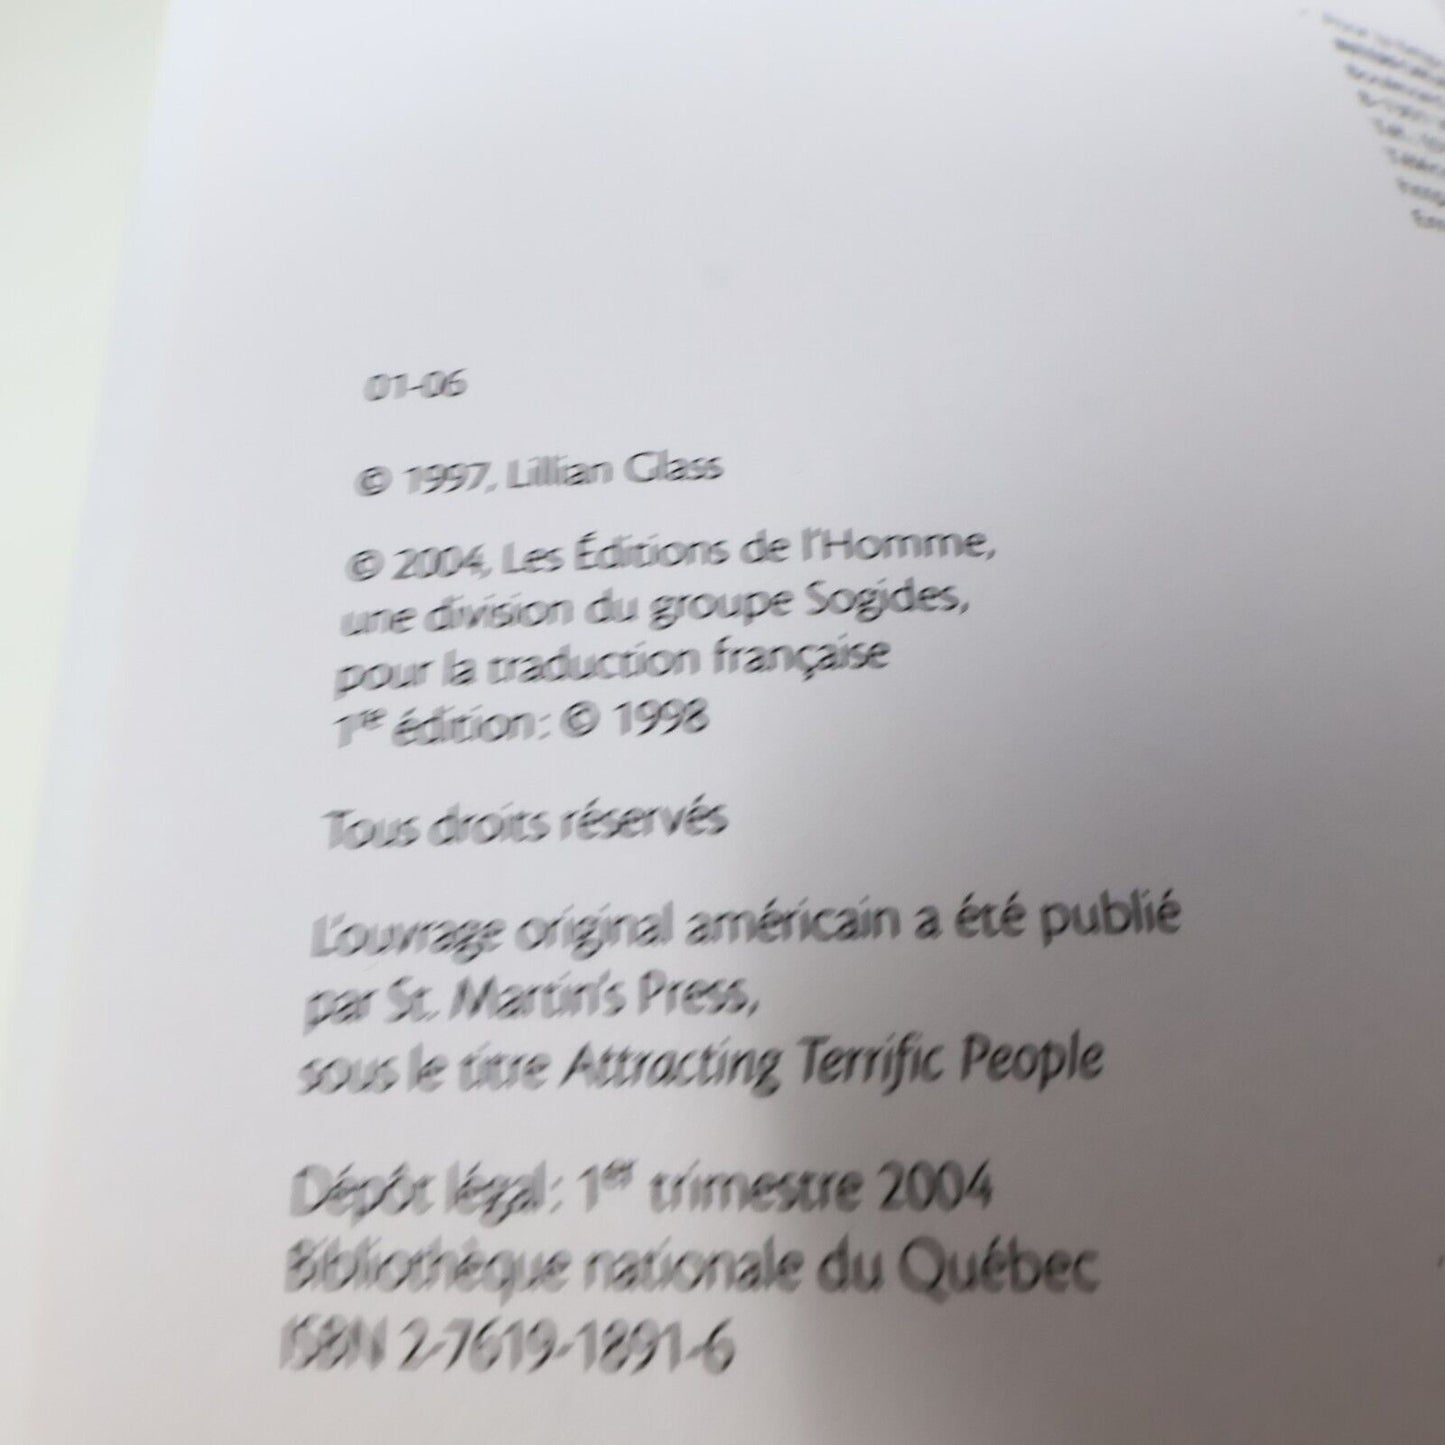 01-06
© 1997, Lillian Glass
© 2004, Les Éditions de l'Homme,
une division du groupe Sogides,
pour la traduction française
1re édition : © 1998
Tous droits réservés
L'ouvrage original américain a été publié
par St. Martin's Press,
sous le titre Attracting Terrific People
Dépôt légal : 1er trimestre 2004
Bibliothèque nationale du Québec
ISBN 2-7619-1891-6